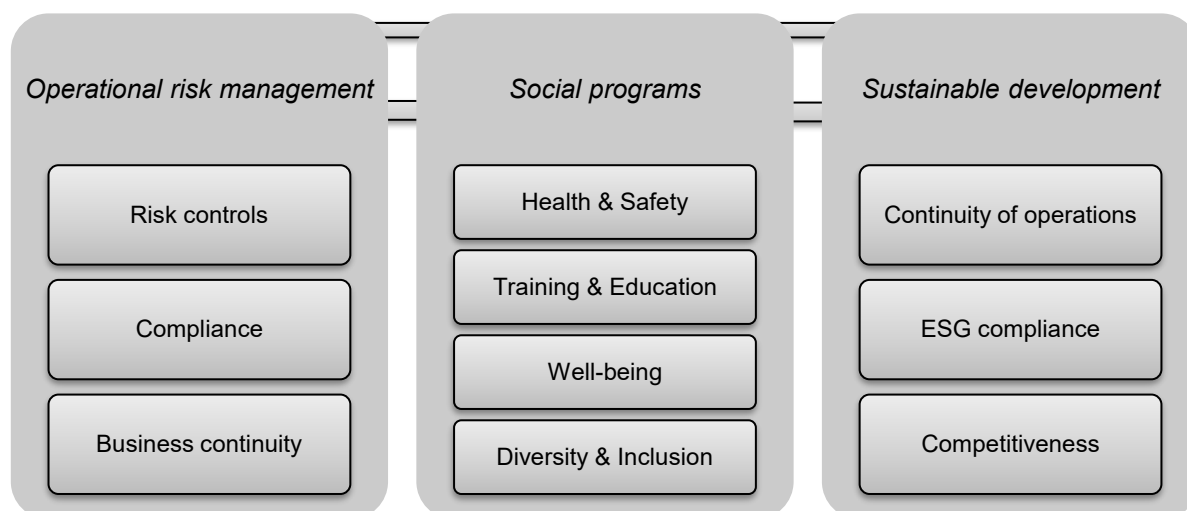 Operational risk management
Risk controls
Compliance
Business continuity
Social programs
Health & Safety
Training & Education
Well-being
Diversity & Inclusion
Sustainable development
Continuity of operations
ESG compliance
Competitiveness